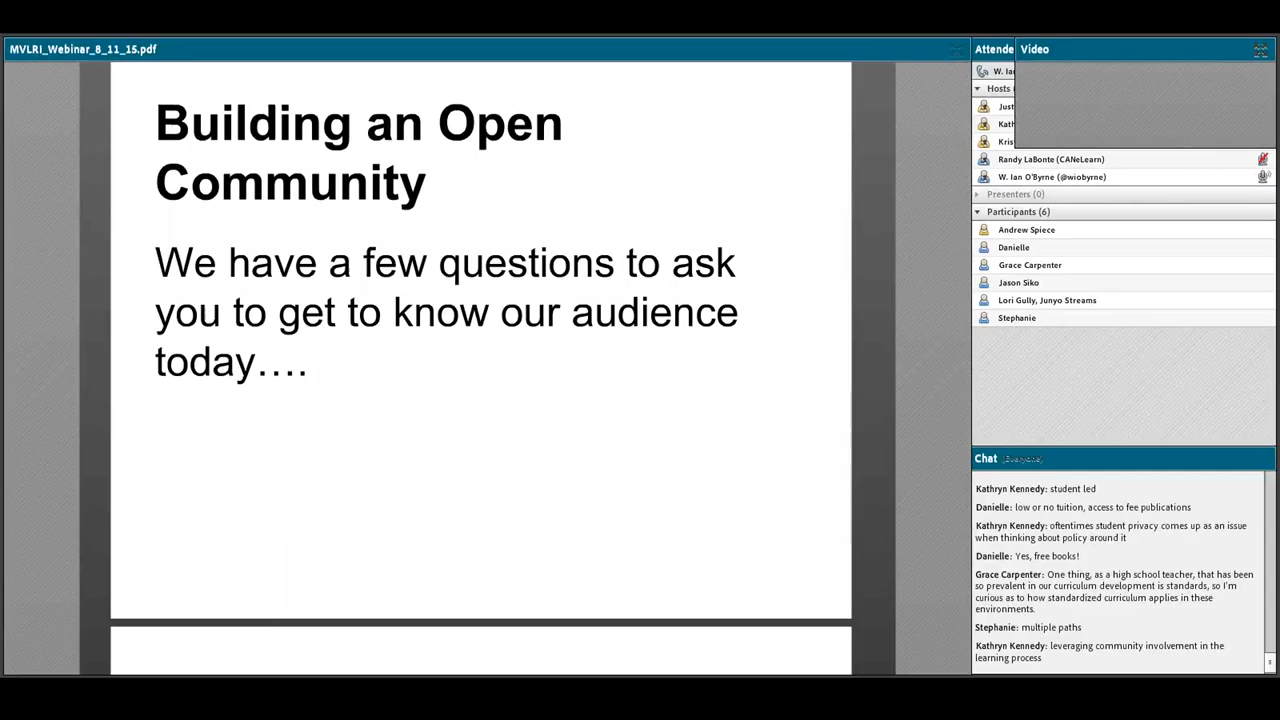 MVLRI_Webinar_8_11_15.pdf
Building an Open
Community
We have a few questions to ask
you to get to know our audience
today….
Attende
Video
W. Ian
Hosts
Just
Kath
Kris
Randy LaBonte (CANeLearn)
W. Ian O'Byrne (@wiobyrne)
Presenters (0)
Participants (6)
Andrew Spiece
Danielle
Grace Carpenter
Jason Siko
Lori Gully, Junyo Streams
Stephanie
Chat (Everyone)
Kathryn Kennedy: student led
Danielle: low or no tuition, access to fee publications
Kathryn Kennedy: oftentimes student privacy comes up as an issue
when thinking about policy around it
Danielle: Yes, free books!
Grace Carpenter: One thing, as a high school teacher, that has been
so prevalent in our curriculum development is standards, so I'm
curious as to how standardized curriculum applies in these
environments.
Stephanie: multiple paths
Kathryn Kennedy: leveraging community involvement in the
learning process